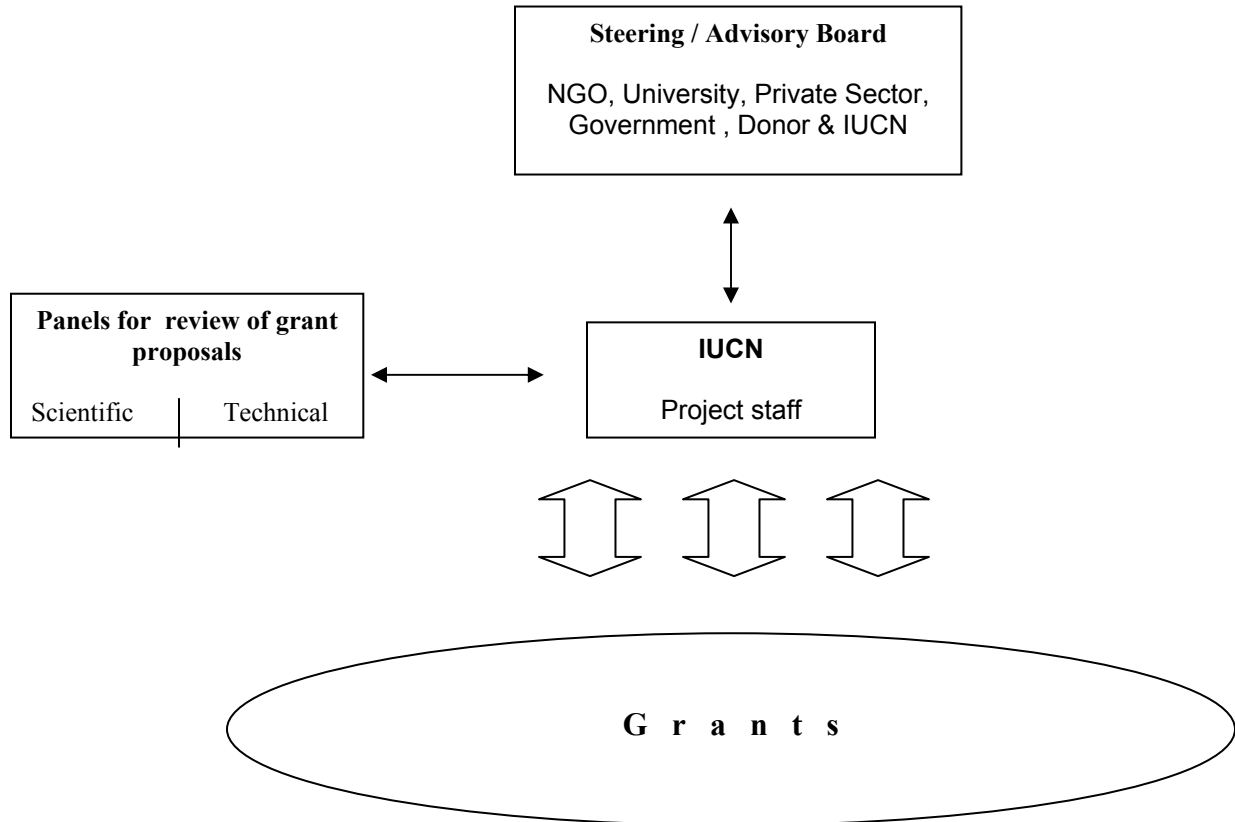 Steering / Advisory Board
NGO, University, Private Sector,
Government , Donor & IUCN
Panels for review of grant
proposals
Scientific Technical
IUCN
Project staff
G r a n t s